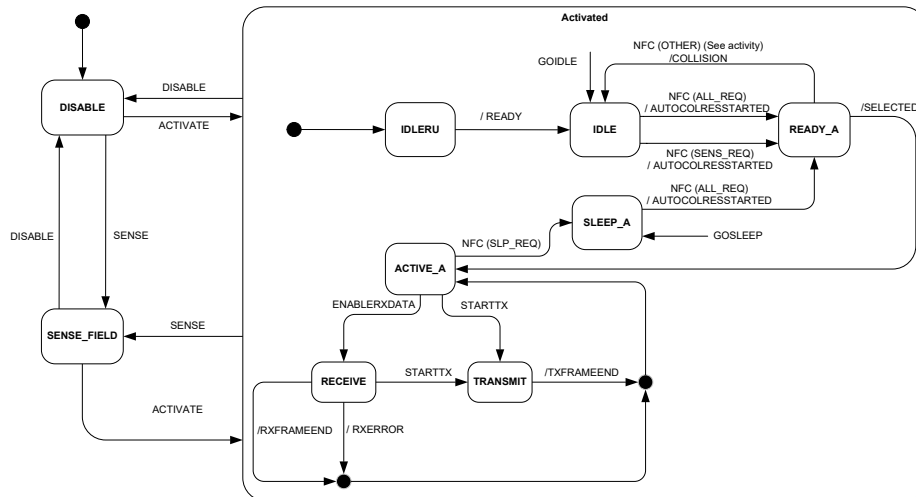 Activated
NFC (OTHER) (See activity)
/COLLISION
GOIDLE
DISABLE
DISABLE
ACTIVATE
NFC (ALL_REQ)
/ AUTOCOLRESSTARTED
/SELECTED
IDLERU
/ READY
IDLE
READY_A
NFC (SENS_REQ)
/ AUTOCOLRESSTARTED
NFC (ALL_REQ)
/ AUTOCOLRESSTARTED
SLEEP_A
DISABLE
SENSE
NFC (SLP_REQ)
GOSLEEP
ACTIVE_A
ENABLERXDATA
STARTTX
SENSE_FIELD
SENSE
RECEIVE
STARTTX
TRANSMIT
/TXFRAMEEND
ACTIVATE
/RXFRAMEEND
/ RXERROR